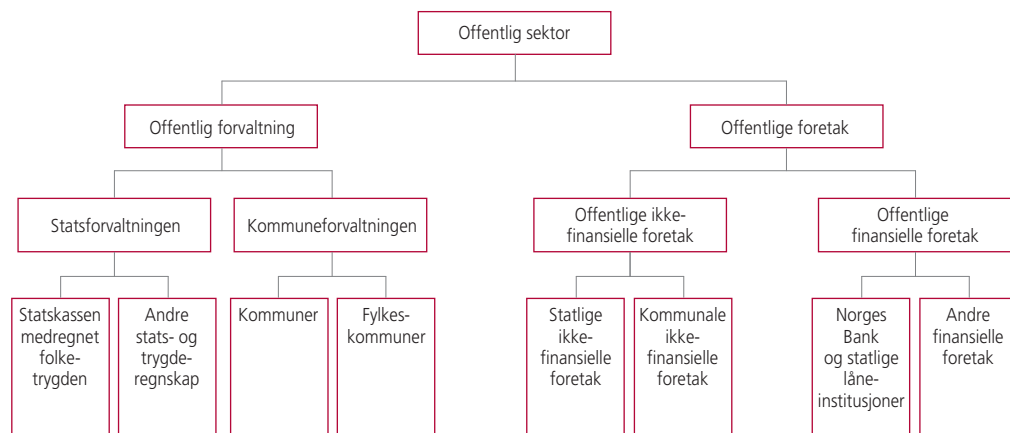 Offentlig sektor
Offentlig forvaltning
Offentlige foretak
Statsforvaltningen
Kommuneforvaltningen
Offentlige ikke-
finansielle foretak
Offentlige
finansielle foretak
Statskassen
medregnet
folke-
trygden
Andre
stats- og
trygde-
regnskap
Kommuner
Fylkes-
kommuner
Statlige
ikke-
finansielle
foretak
Kommunale
ikke-
finansielle
foretak
Norges
Bank
og statlige
låne-
institusjoner
Andre
finansielle
foretak